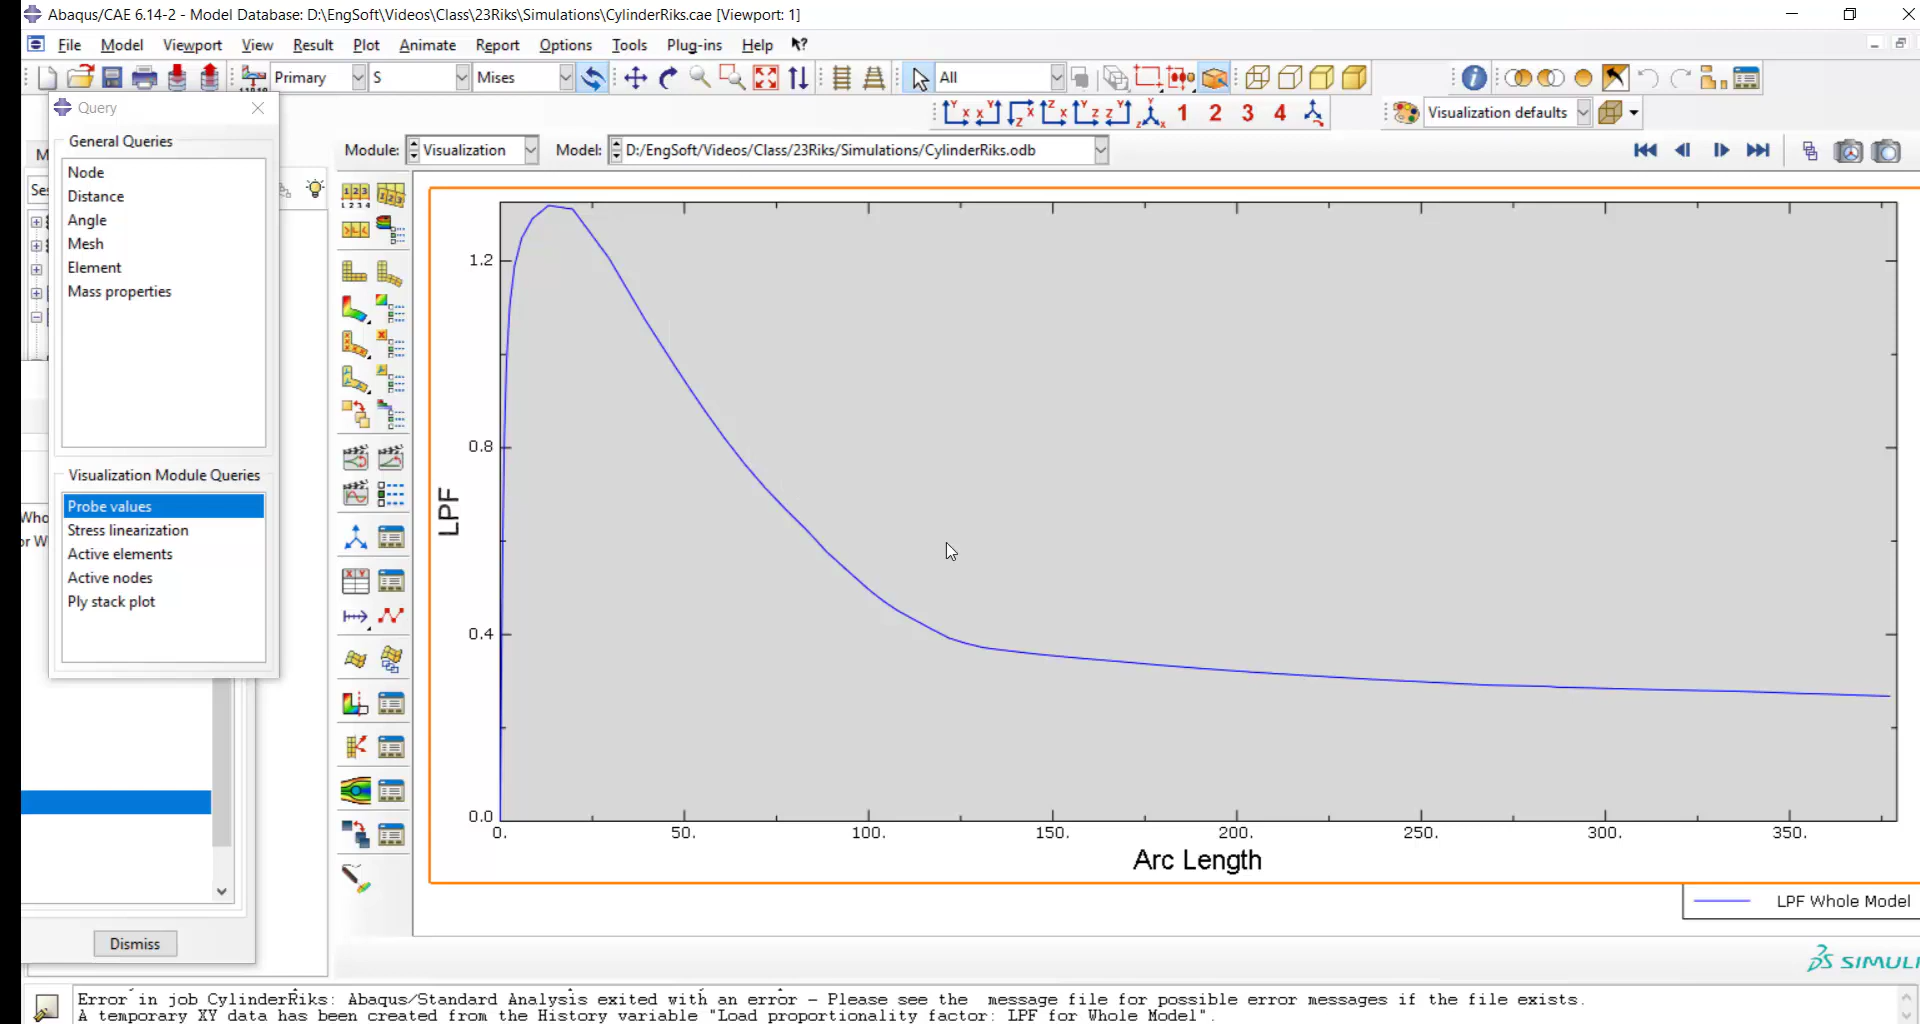 Abaqus/CAE 6.14-2 - Model Database: D:\EngSoft\Videos\Class\23Riks\Simulations\CylinderRiks.cae [Viewport: 1]
File Model Viewport View Result Plot Animate Report Options Tools Plug-ins Help
Primary S Mises All
1 2 3 4 Visualization defaults
Query
General Queries
Node
Distance
Angle
Mesh
Element
Mass properties
Visualization Module Queries
Probe values
Stress linearization
Active elements
Active nodes
Ply stack plot
Dismiss
Module: Visualization Model: D:/EngSoft/Videos/Class/23Riks/Simulations/CylinderRiks.odb
1.2
0.8
0.4
0.0
LPF
0. 50. 100. 150. 200. 250. 300. 350.
Arc Length
LPF Whole Model
Error in job CylinderRiks: Abaqus/Standard Analysis exited with an error - Please see the message file for possible error messages if the file exists.
A temporary XY data has been created from the History variable "Load proportionality factor: LPF for Whole Model".